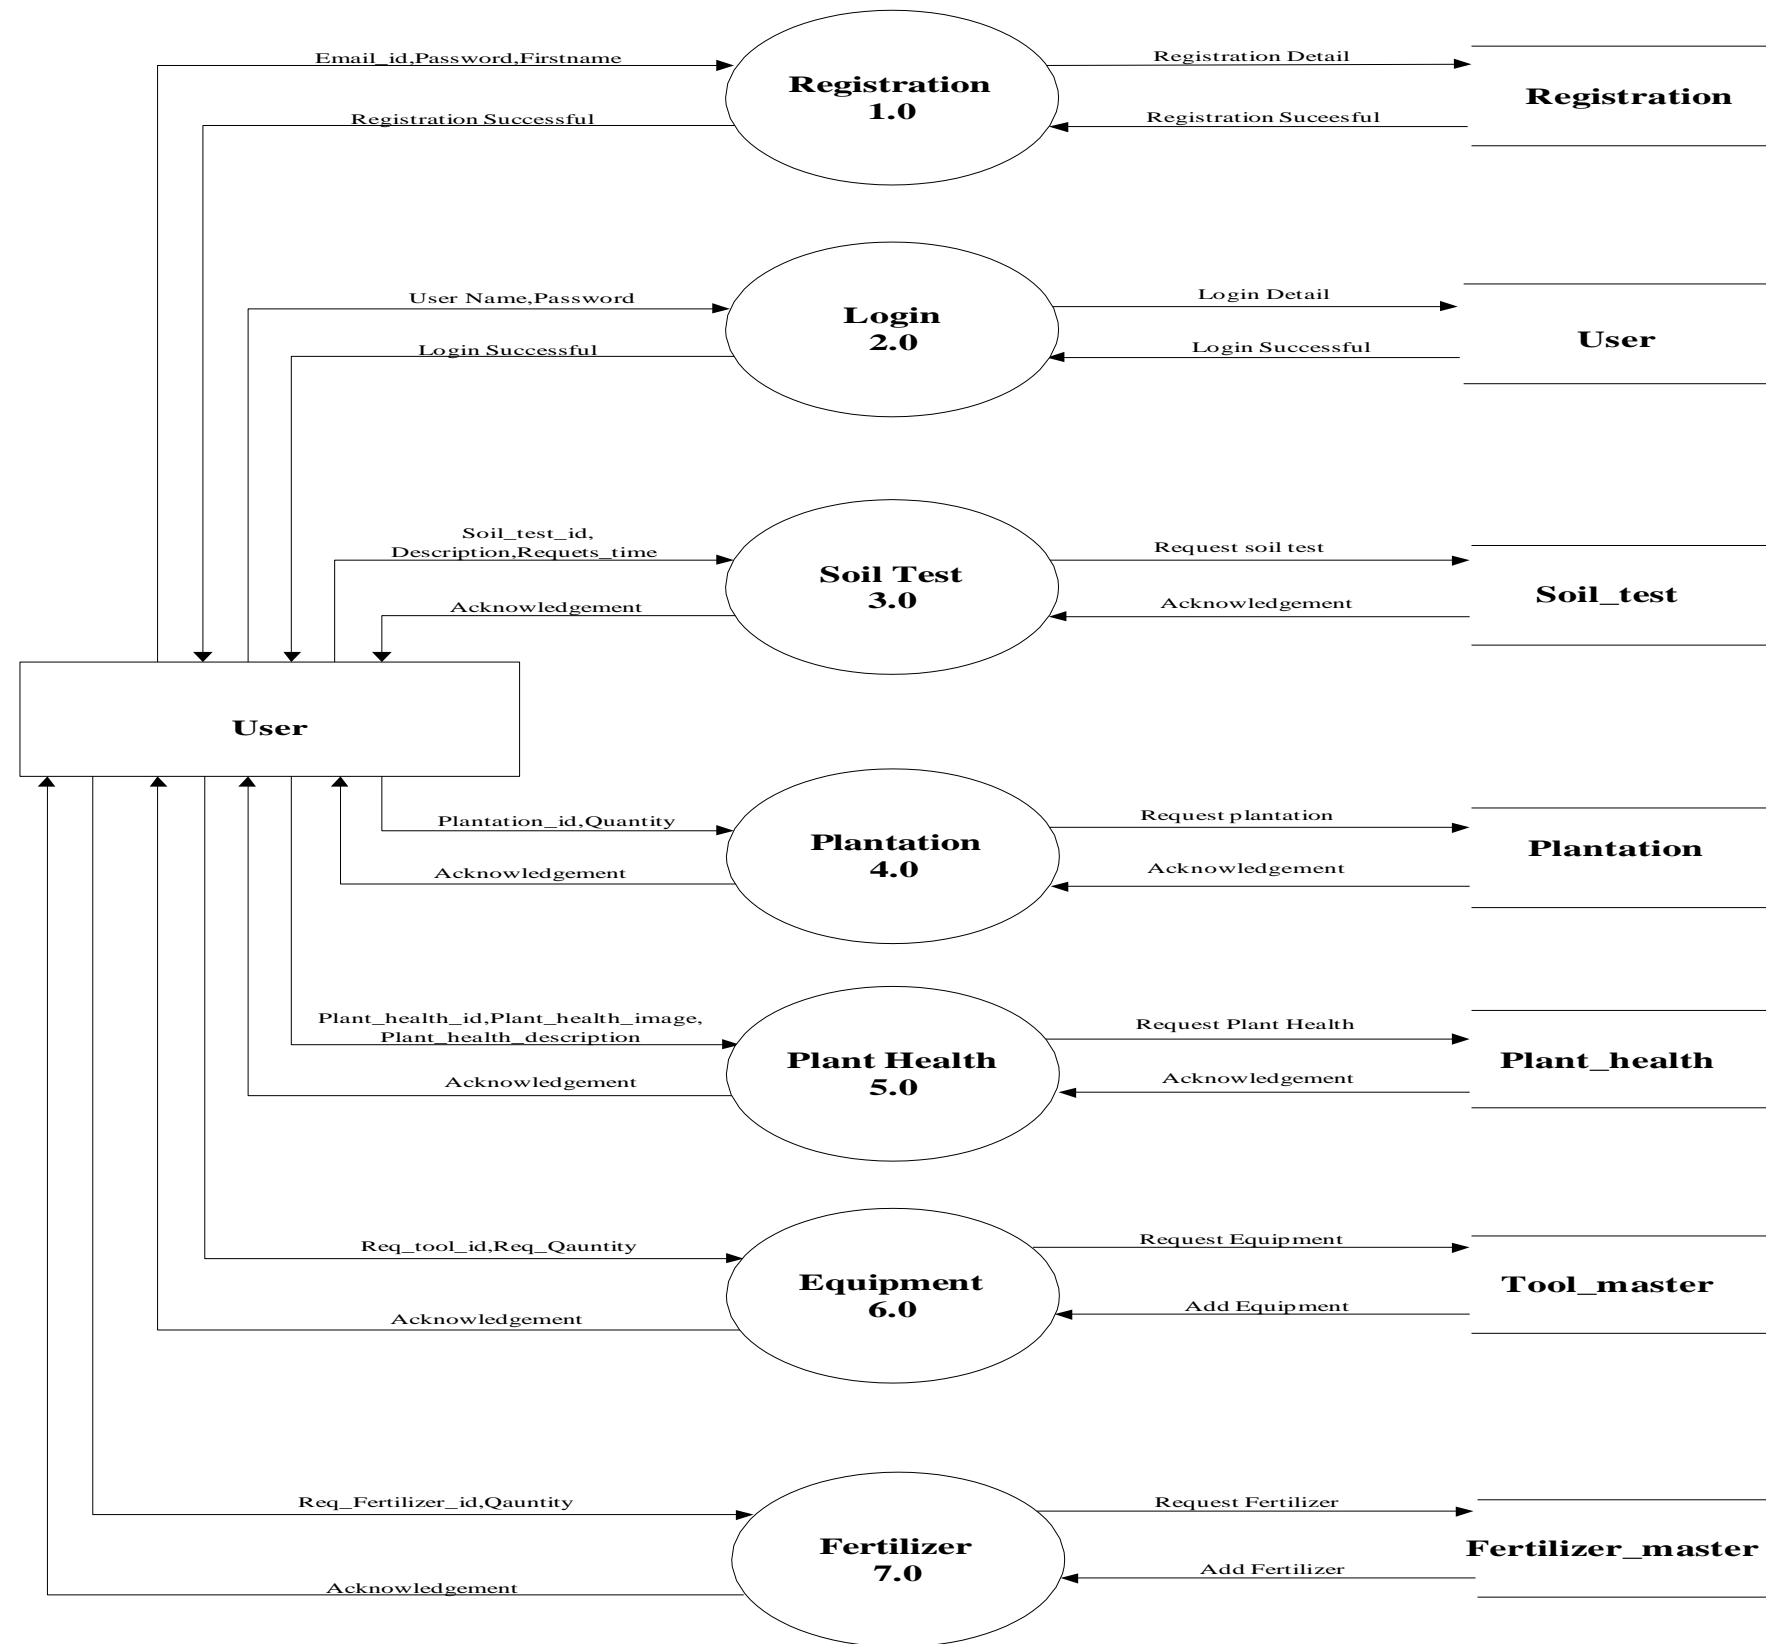 Email_id,Password,Firstname
Registration Detail
Registration
1.0
Registration
Registration Successful
Registration Suceesful
User Name,Password
Login Detail
Login
2.0
User
Login Successful
Login Successful
Soil_test_id,
Description,Requets_time
Request soil test
Soil Test
3.0
Soil_test
Acknowledgement
Acknowledgement
User
Plantation_id,Quantity
Request plantation
Plantation
4.0
Plantation
Acknowledgement
Acknowledgement
Plant_health_id,Plant_health_image,
Plant_health_description
Request Plant Health
Plant Health
5.0
Plant_health
Acknowledgement
Acknowledgement
Req_tool_id,Req_Qauntity
Request Equipment
Equipment
6.0
Tool_master
Acknowledgement
Add Equipment
Req_Fertilizer_id,Qauntity
Request Fertilizer
Fertilizer
7.0
Fertilizer_master
Acknowledgement
Add Fertilizer